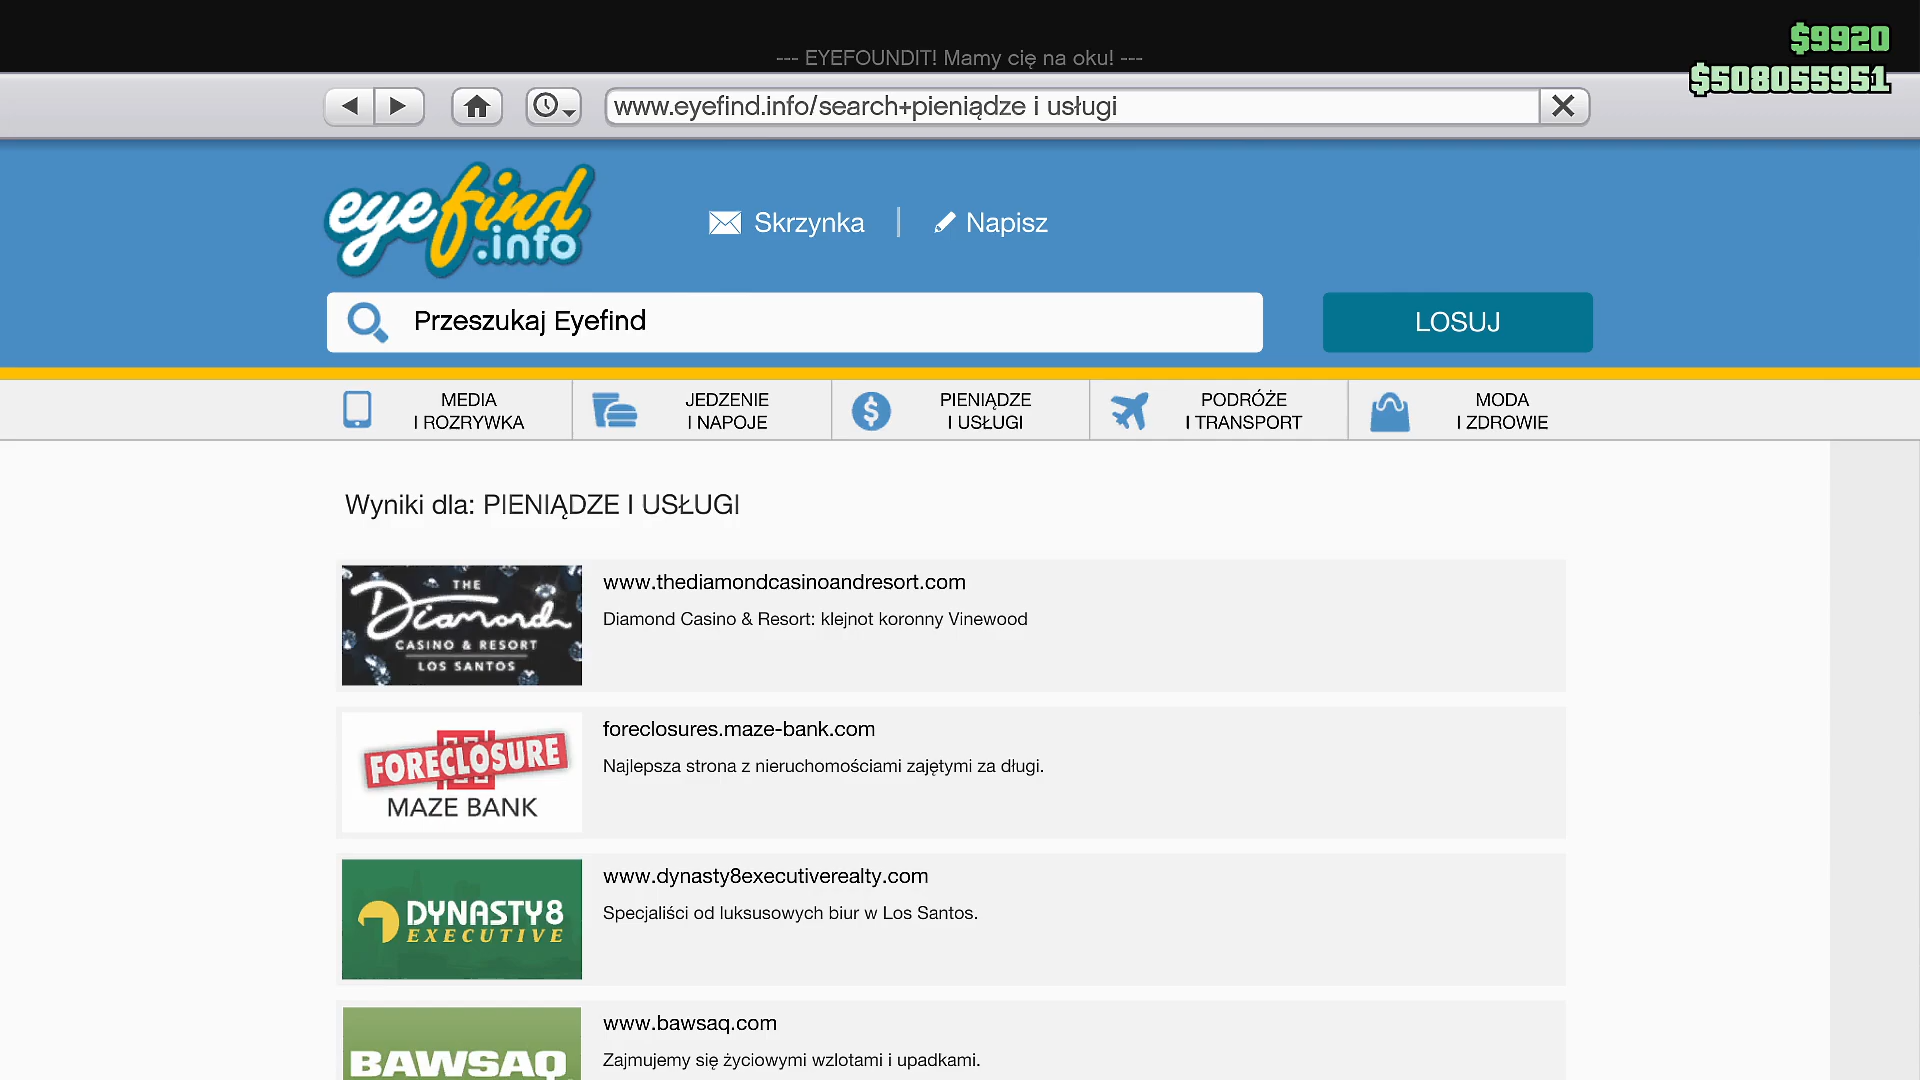 $9920
--- EYEFOUNDIT! Mamy cię na oku! ---
$508055951
www.eyefind.info/search+pieniądze i usługi
eyefind.info
Skrzynka | Napisz
Przeszukaj Eyefind
LOSUJ
MEDIA I ROZRYWKA
JEDZENIE I NAPOJE
PIENIĄDZE I USŁUGI
PODRÓŻE I TRANSPORT
MODA I ZDROWIE
Wyniki dla: PIENIĄDZE I USŁUGI
THE
Diamond
CASINO & RESORT
LOS SANTOS
www.thediamondcasinoandresort.com
Diamond Casino & Resort: klejnot koronny Vinewood
FORECLOSURE
MAZE BANK
foreclosures.maze-bank.com
Najlepsza strona z nieruchomościami zajętymi za długi.
DYNASTY8
EXECUTIVE
www.dynasty8executiverealty.com
Specjaliści od luksusowych biur w Los Santos.
BAWSAQ
www.bawsaq.com
Zajmujemy się życiowymi wzlotami i upadkami.